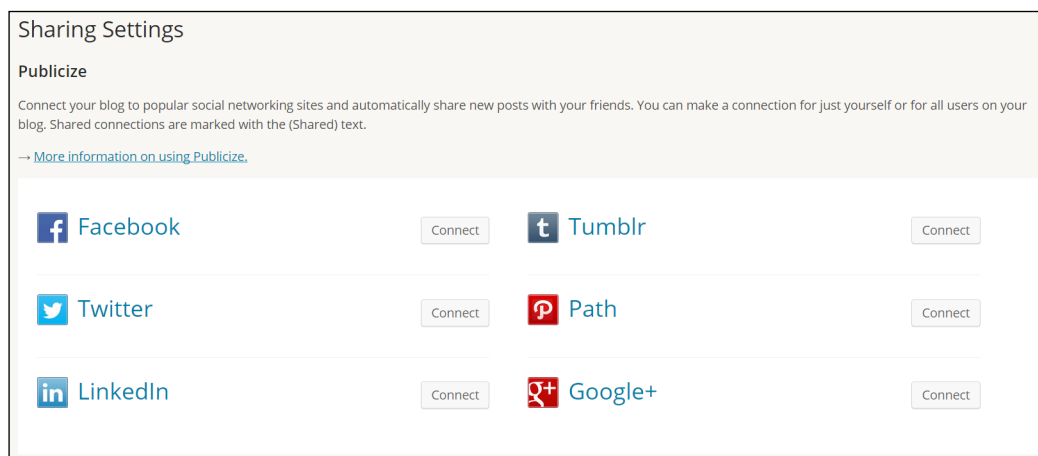 Sharing Settings
Publicize
Connect your blog to popular social networking sites and automatically share new posts with your friends. You can make a connection for just yourself or for all users on your
blog. Shared connections are marked with the (Shared) text.
→ More information on using Publicize.
Facebook Connect Tumblr Connect
Twitter Connect Path Connect
LinkedIn Connect Google+ Connect